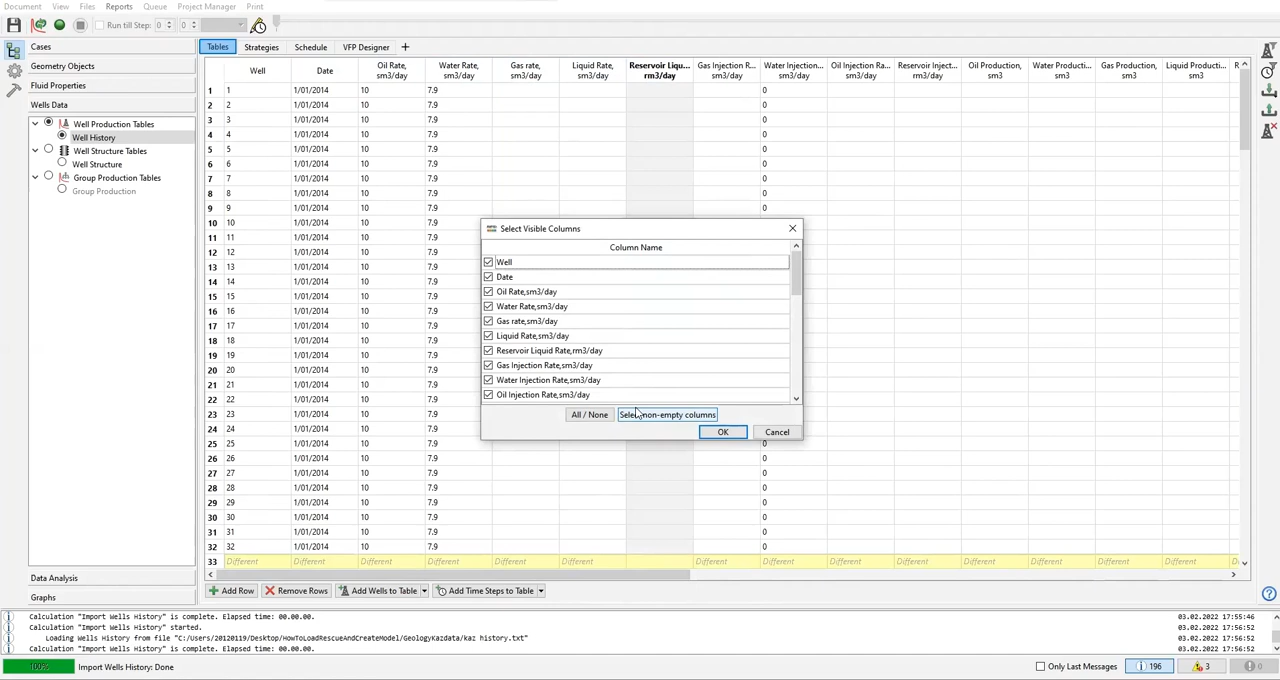 Document View Files Reports Queue Project Manager Print
Run till Step: 0 0
Cases
Geometry Objects
Fluid Properties
Wells Data
Well Production Tables
Well History
Well Structure Tables
Well Structure
Group Production Tables
Group Production
Data Analysis
Graphs
Tables Strategies Schedule VFP Designer +
Well Date Oil Rate, sm3/day Water Rate, sm3/day Gas rate, sm3/day Liquid Rate, sm3/day Reservoir Liqu... rm3/day Gas Injection R... sm3/day Water Injection... sm3/day Oil Injection Ra... sm3/day Reservoir Inject... rm3/day Oil Production, sm3 Water Produc... sm3 Gas Production, sm3 Liquid Producti... sm3 R
1 1 1/01/2014 10 7.9 0
2 2 1/01/2014 10 7.9 0
3 3 1/01/2014 10 7.9 0
4 4 1/01/2014 10 7.9 0
5 5 1/01/2014 10 7.9 0
6 6 1/01/2014 10 7.9 0
7 7 1/01/2014 10 7.9 0
8 8 1/01/2014 10 7.9 0
9 9 1/01/2014 10 7.9 0
10 10 1/01/2014 10 7.9
11 11 1/01/2014 10 7.9
12 12 1/01/2014 10 7.9
13 13 1/01/2014 10 7.9
14 14 1/01/2014 10 7.9
15 15 1/01/2014 10 7.9
16 16 1/01/2014 10 7.9
17 17 1/01/2014 10 7.9
18 18 1/01/2014 10 7.9
19 19 1/01/2014 10 7.9
20 20 1/01/2014 10 7.9
21 21 1/01/2014 10 7.9
22 22 1/01/2014 10 7.9
23 23 1/01/2014 10 7.9
24 24 1/01/2014 10 7.9
25 25 1/01/2014 10 7.9 0
26 26 1/01/2014 10 7.9 0
27 27 1/01/2014 10 7.9 0
28 28 1/01/2014 10 7.9 0
29 29 1/01/2014 10 7.9 0
30 30 1/01/2014 10 7.9 0
31 31 1/01/2014 10 7.9 0
32 32 1/01/2014 10 7.9 0
33 Different Different Different Different Different Different Different Different Different Different Different Different Different Different D
Select Visible Columns
Column Name
Well
Date
Oil Rate,sm3/day
Water Rate,sm3/day
Gas rate,sm3/day
Liquid Rate,sm3/day
Reservoir Liquid Rate,rm3/day
Gas Injection Rate,sm3/day
Water Injection Rate,sm3/day
Oil Injection Rate,sm3/day
All / None Select non-empty columns
OK Cancel
Add Row Remove Rows Add Wells to Table Add Time Steps to Table
Calculation "Import Wells History" is complete. Elapsed time: 00.00.00. 03.02.2022 17:55:46
Calculation "Import Wells History" started. 03.02.2022 17:56:52
Loading Wells History from file "C:/Users/20120119/Desktop/HowToLoadRescueAndCreateModel/GeologyKazdata/kaz history.txt" 03.02.2022 17:56:52
Calculation "Import Wells History" is complete. Elapsed time: 00.00.00. 03.02.2022 17:56:52
100% Import Wells History: Done Only Last Messages 196 3 0